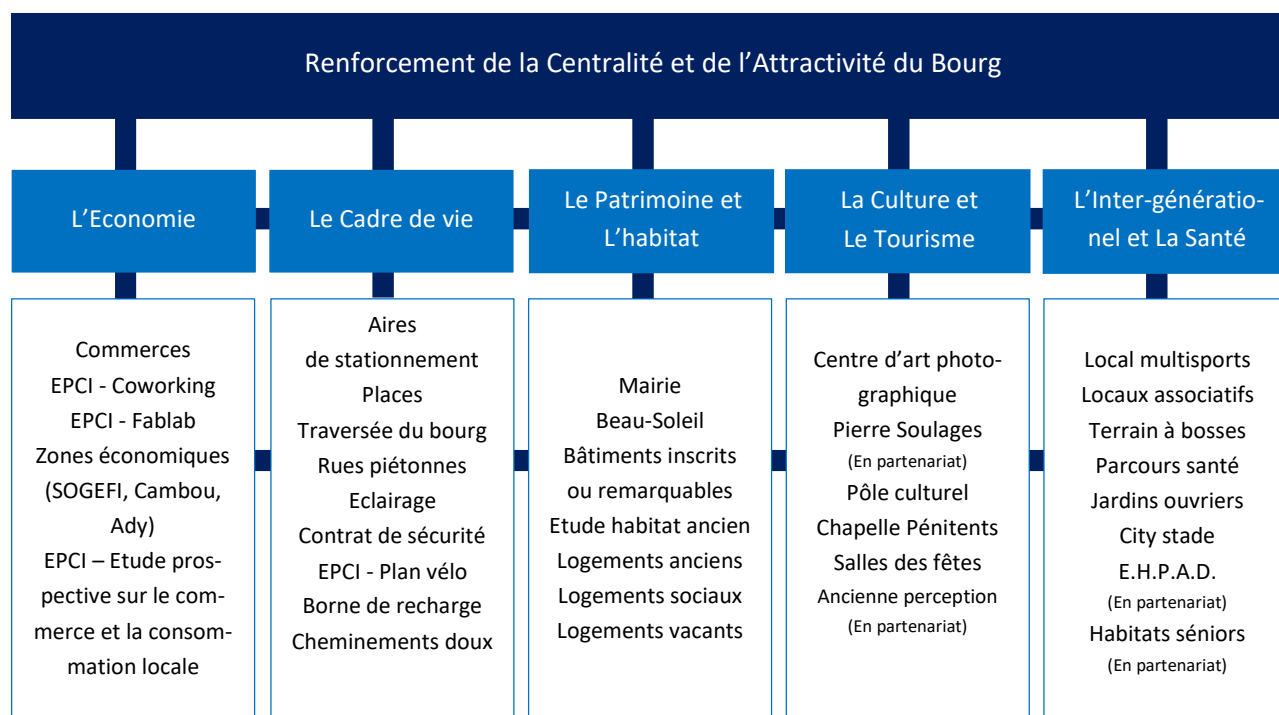 Renforcement de la Centralité et de l’Attractivité du Bourg
L’Economie
Commerces
EPCI - Coworking
EPCI - Fablab
Zones économiques
(SOGEFI, Cambou,
Ady)
EPCI – Etude pros-
pective sur le com-
merce et la consom-
mation locale
Le Cadre de vie
Aires
de stationnement
Places
Traversée du bourg
Rues piétonnes
Eclairage
Contrat de sécurité
EPCI - Plan vélo
Borne de recharge
Cheminements doux
Le Patrimoine et
L’habitat
Mairie
Beau-Soleil
Bâtiments inscrits
ou remarquables
Etude habitat ancien
Logements anciens
Logements sociaux
Logements vacants
La Culture et
Le Tourisme
Centre d’art photo-
graphique
Pierre Soulages
(En partenariat)
Pôle culturel
Chapelle Pénitents
Salles des fêtes
Ancienne perception
(En partenariat)
L’Inter-génératio-
nel et La Santé
Local multisports
Locaux associatifs
Terrain à bosses
Parcours santé
Jardins ouvriers
City stade
E.H.P.A.D.
(En partenariat)
Habitats séniors
(En partenariat)